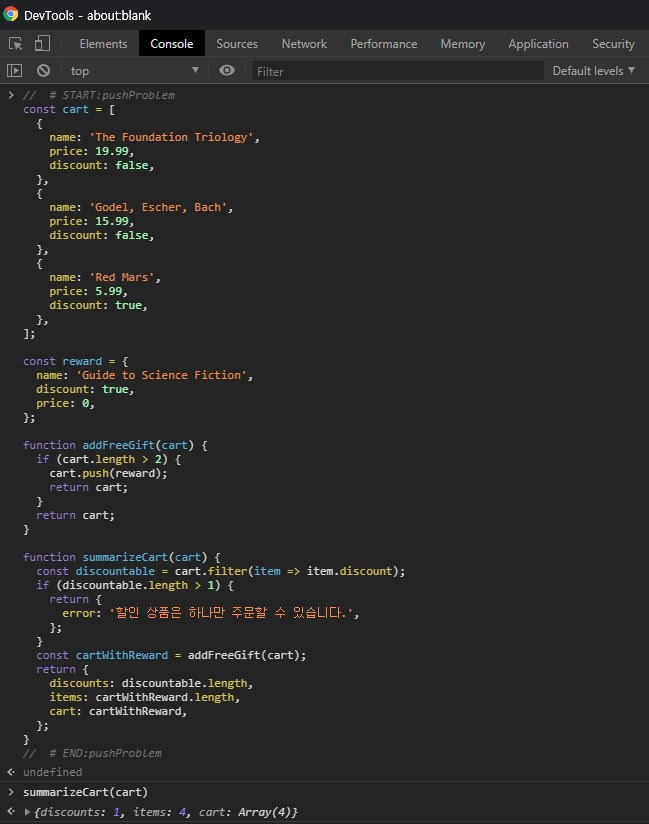 DevTools - about:blank
Elements Console Sources Network Performance Memory Application Security
top ▼ Filter Default levels ▼
> // # START:pushProblem
const cart = [
  {
    name: 'The Foundation Triology',
    price: 19.99,
    discount: false,
  },
  {
    name: 'Godel, Escher, Bach',
    price: 15.99,
    discount: false,
  },
  {
    name: 'Red Mars',
    price: 5.99,
    discount: true,
  },
];
const reward = {
  name: 'Guide to Science Fiction',
  discount: true,
  price: 0,
};
function addFreeGift(cart) {
  if (cart.length > 2) {
    cart.push(reward);
    return cart;
  }
  return cart;
}
function summarizeCart(cart) {
  const discountable = cart.filter(item => item.discount);
  if (discountable.length > 1) {
    return {
      error: '할인 상품은 하나만 주문할 수 있습니다.',
    };
  }
  const cartWithReward = addFreeGift(cart);
  return {
    discounts: discountable.length,
    items: cartWithReward.length,
    cart: cartWithReward,
  };
}
// # END:pushProblem
undefined
> summarizeCart(cart)
▶ {discounts: 1, items: 4, cart: Array(4)}